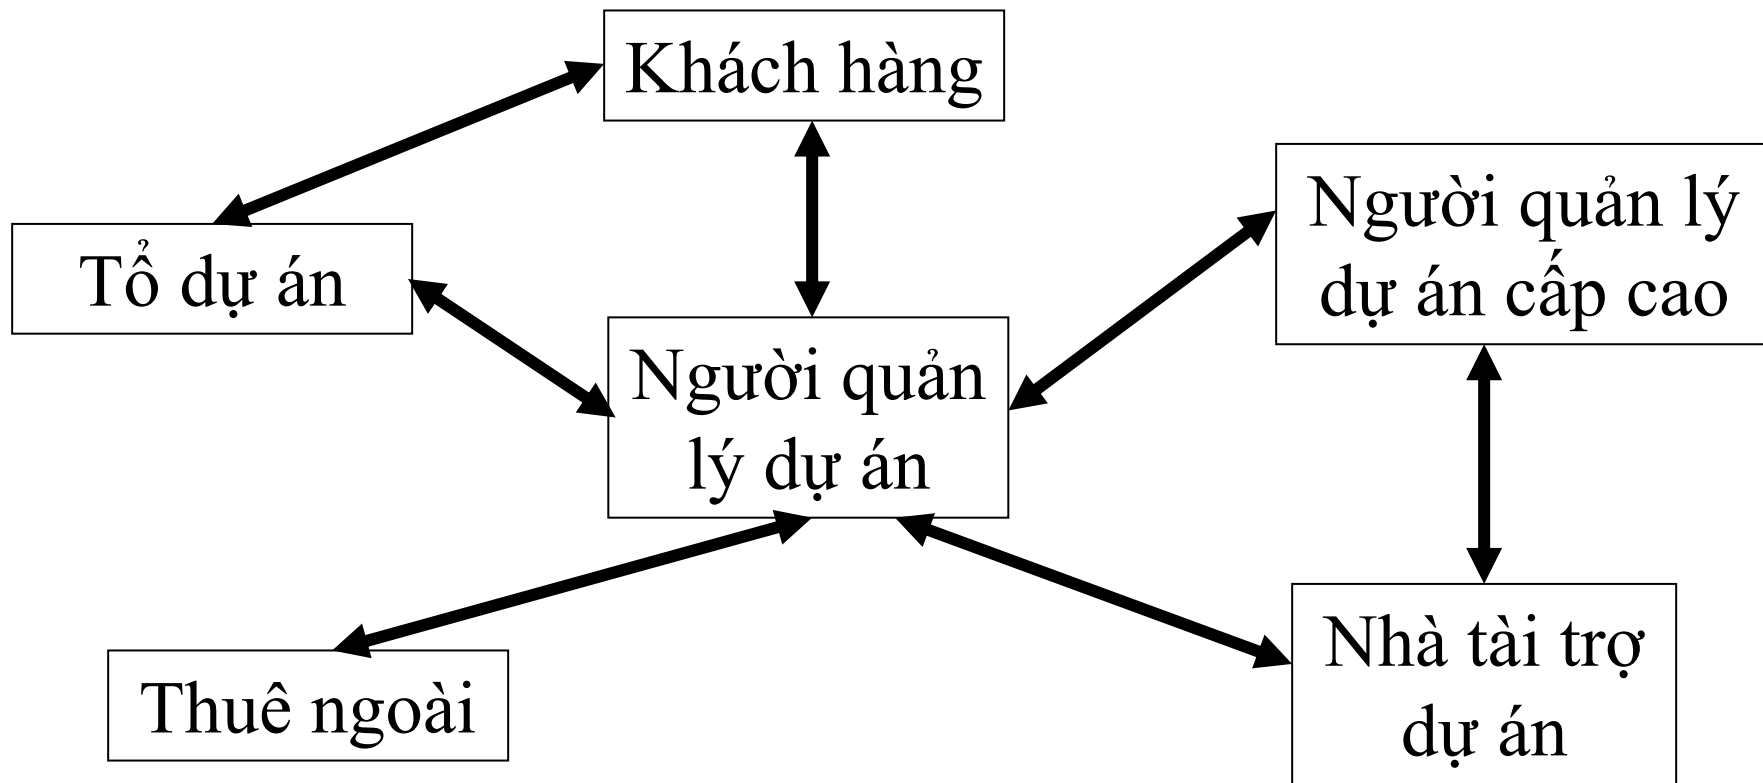 Khách hàng
Người quản lý
dự án cấp cao
Tổ dự án
Người quản
lý dự án
Nhà tài trợ
dự án
Thuê ngoài